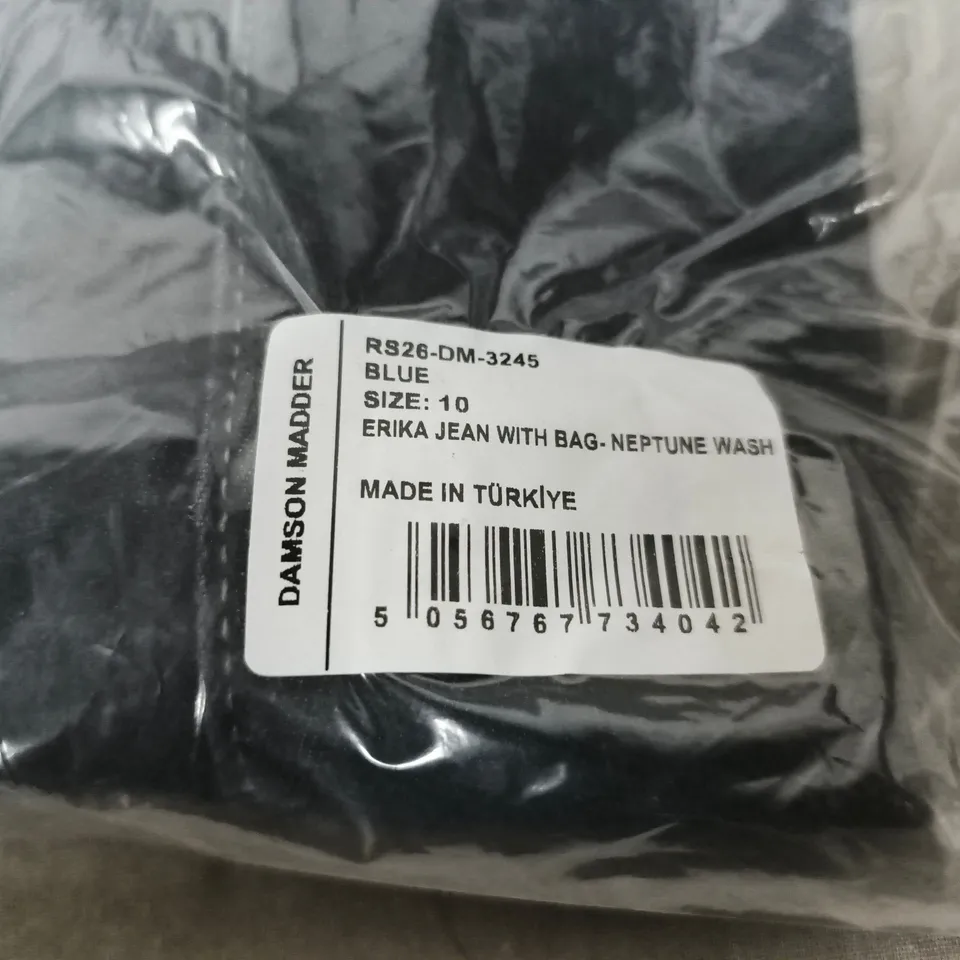 DAMSON MADDER
RS26-DM-3245
BLUE
SIZE: 10
ERIKA JEAN WITH BAG- NEPTUNE WASH
MADE IN TÜRKİYE
5 056767 734042